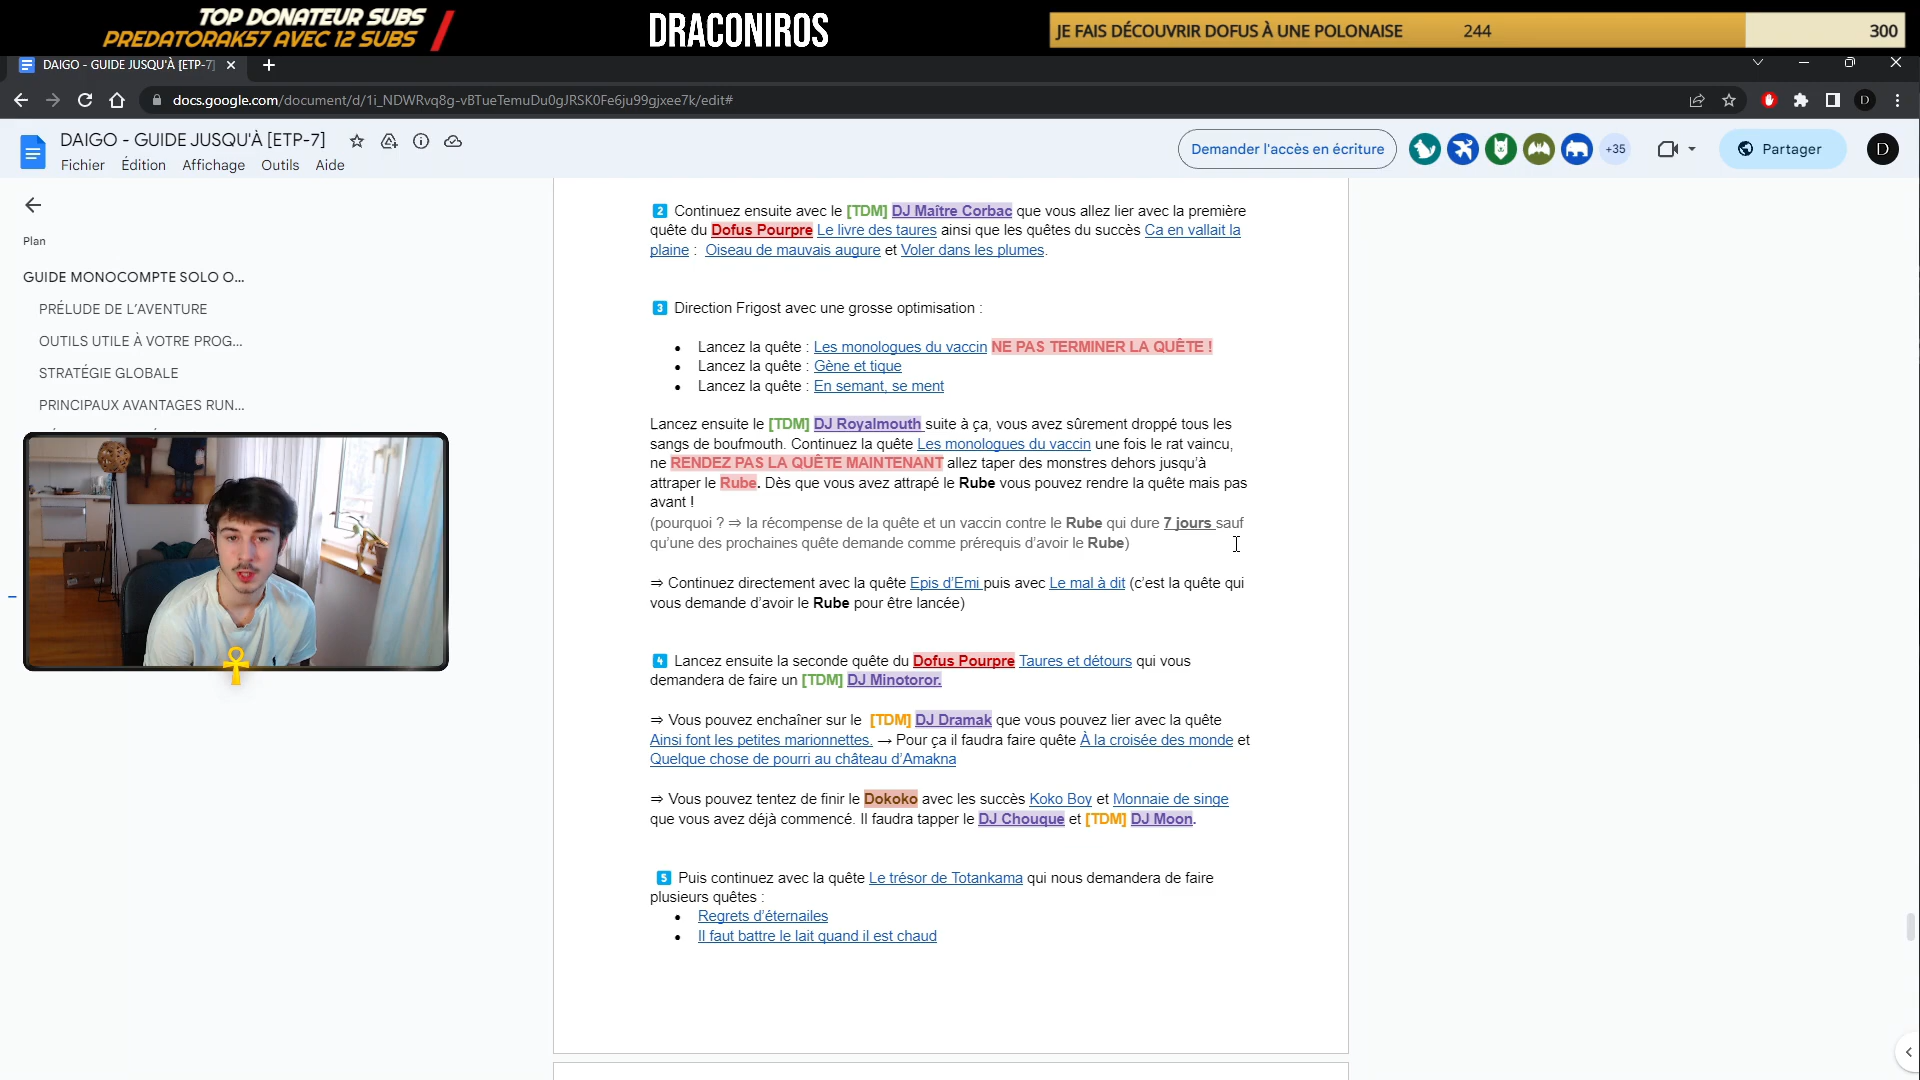 TOP DONATEUR SUBS
PREDATORAK57 AVEC 12 SUBS
DRACONIROS
JE FAIS DÉCOUVRIR DOFUS À UNE POLONAISE 244 300
DAIGO - GUIDE JUSQU'À [ETP-7]
docs.google.com/document/d/1i_NDWRvq8g-vBTueTemuDu0gJRSK0Fe6ju99gjxee7k/edit#
DAIGO - GUIDE JUSQU'À [ETP-7]
Fichier Édition Affichage Outils Aide
Demander l'accès en écriture
+35
Partager
D
Plan
GUIDE MONOCOMPTE SOLO O...
PRÉLUDE DE L'AVENTURE
OUTILS UTILE À VOTRE PROG...
STRATÉGIE GLOBALE
PRINCIPAUX AVANTAGES RUN...
2 Continuez ensuite avec le [TDM] DJ Maître Corbac que vous allez lier avec la première
quête du Dofus Pourpre Le livre des taures ainsi que les quêtes du succès Ca en vallait la
plaine : Oiseau de mauvais augure et Voler dans les plumes.
3 Direction Frigost avec une grosse optimisation :
• Lancez la quête : Les monologues du vaccin NE PAS TERMINER LA QUÊTE !
• Lancez la quête : Gène et tique
• Lancez la quête : En semant, se ment
Lancez ensuite le [TDM] DJ Royalmouth suite à ça, vous avez sûrement droppé tous les
sangs de boufmouth. Continuez la quête Les monologues du vaccin une fois le rat vaincu,
ne RENDEZ PAS LA QUÊTE MAINTENANT allez taper des monstres dehors jusqu'à
attraper le Rube. Dès que vous avez attrapé le Rube vous pouvez rendre la quête mais pas
avant !
(pourquoi ? ⇒ la récompense de la quête et un vaccin contre le Rube qui dure 7 jours sauf
qu'une des prochaines quête demande comme prérequis d'avoir le Rube)
⇒ Continuez directement avec la quête Epis d'Emi puis avec Le mal à dit (c'est la quête qui
vous demande d'avoir le Rube pour être lancée)
4 Lancez ensuite la seconde quête du Dofus Pourpre Taures et détours qui vous
demandera de faire un [TDM] DJ Minotoror.
⇒ Vous pouvez enchaîner sur le [TDM] DJ Dramak que vous pouvez lier avec la quête
Ainsi font les petites marionnettes. → Pour ça il faudra faire quête À la croisée des monde et
Quelque chose de pourri au château d'Amakna
⇒ Vous pouvez tentez de finir le Dokoko avec les succès Koko Boy et Monnaie de singe
que vous avez déjà commencé. Il faudra tapper le DJ Chouque et [TDM] DJ Moon.
5 Puis continuez avec la quête Le trésor de Totankama qui nous demandera de faire
plusieurs quêtes :
• Regrets d'éternailes
• Il faut battre le lait quand il est chaud